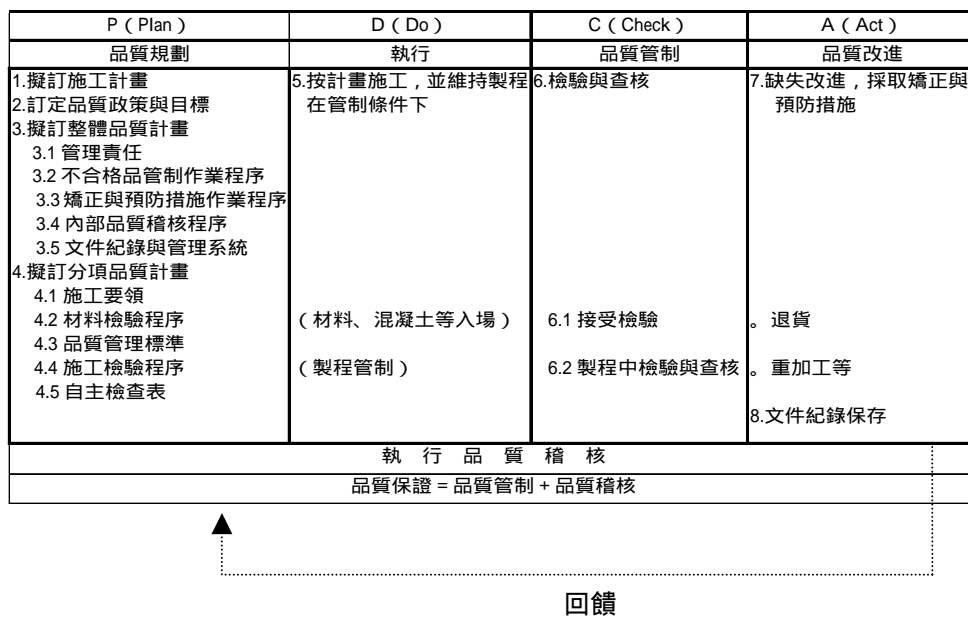 P（Plan） D（Do） C（Check） A（Act）
品質規劃 執行 品質管制 品質改進
1.擬訂施工計畫 5.按計畫施工，並維持製程 6.檢驗與查核 7.缺失改進，採取矯正與
2.訂定品質政策與目標 在管制條件下 預防措施
3.擬訂整體品質計畫
3.1 管理責任
3.2 不合格品管制作業程序
3.3 矯正與預防措施作業程序
3.4 內部品質稽核程序
3.5 文件紀錄與管理系統
4.擬訂分項品質計畫
4.1 施工要領
4.2 材料檢驗程序 （材料、混凝土等入場） 6.1 接受檢驗 。退貨
4.3 品質管理標準
4.4 施工檢驗程序 （製程管制） 6.2 製程中檢驗與查核 。重加工等
4.5 自主檢查表
8.文件紀錄保存
執 行 品 質 稽 核
品質保證 = 品質管制 + 品質稽核
回饋